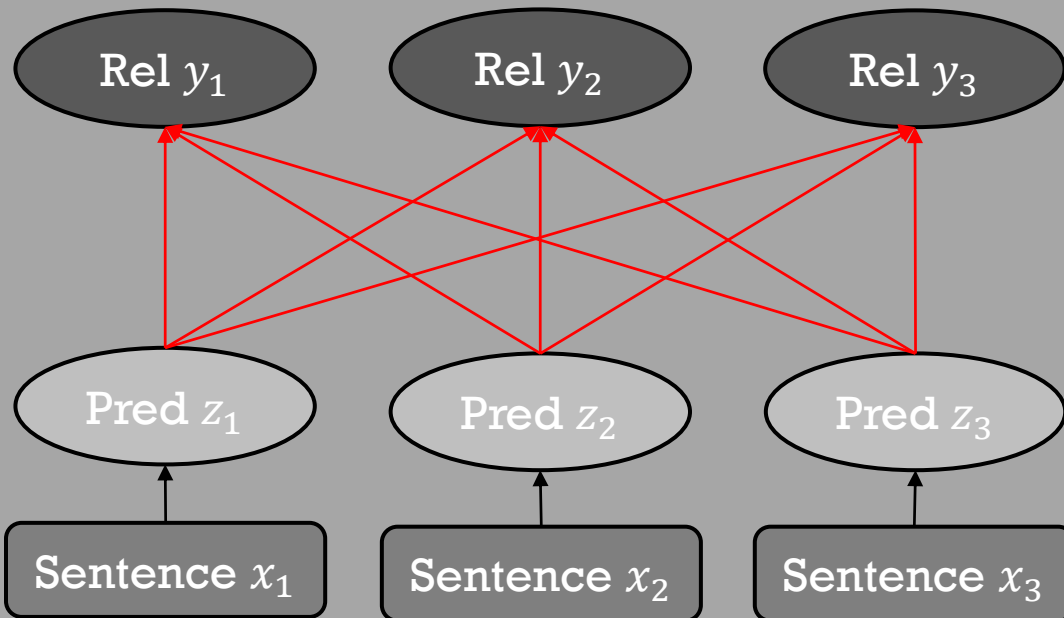 Rel y₁
Rel y₂
Rel y₃
Pred z₁
Pred z₂
Pred z₃
Sentence x₁
Sentence x₂
Sentence x₃